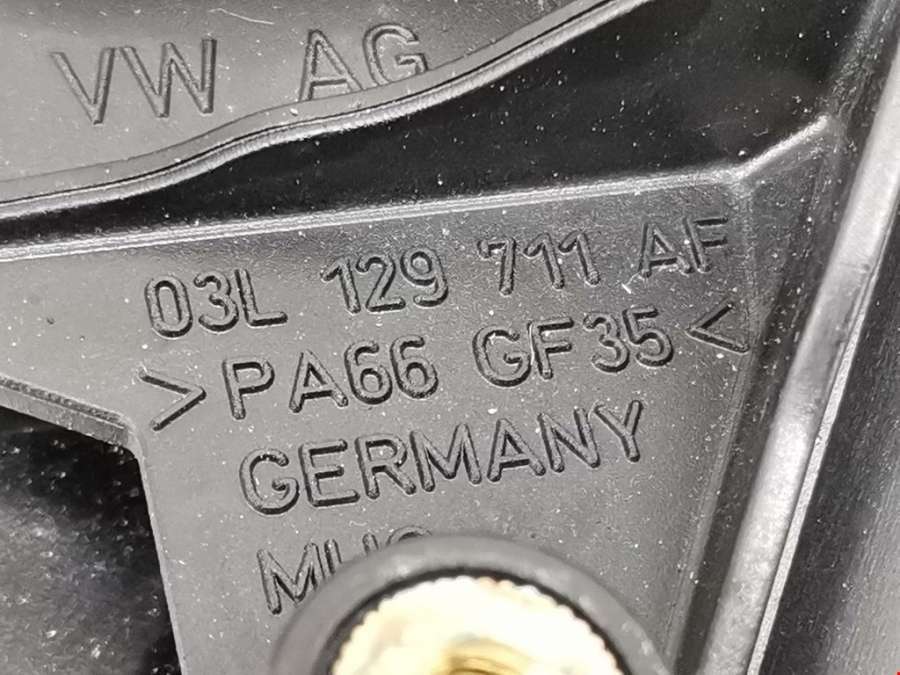 VW AG
03L 129 711 AF
>PA66 GF35<
GERMANY